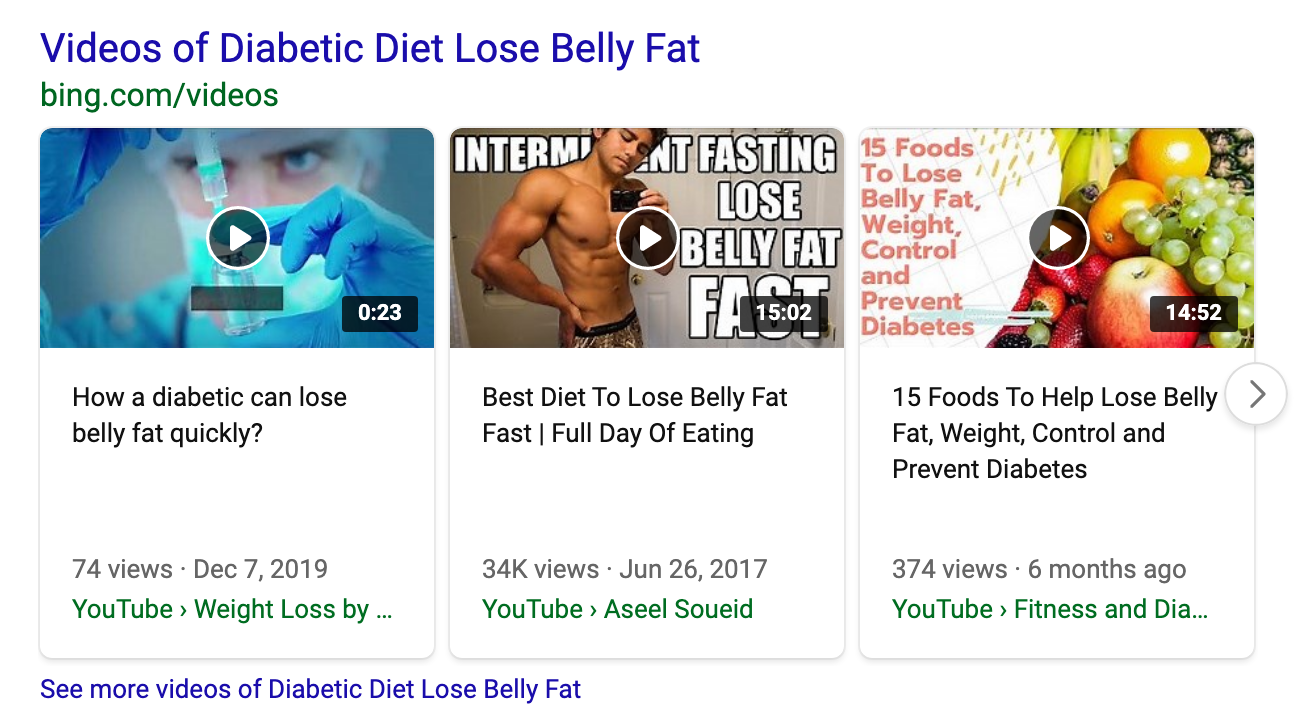 Videos of Diabetic Diet Lose Belly Fat
bing.com/videos
0:23
How a diabetic can lose
belly fat quickly?
74 views · Dec 7, 2019
YouTube › Weight Loss by ...
NT FASTING
LOSE
BELLY FAT
FAST
15:02
Best Diet To Lose Belly Fat
Fast | Full Day Of Eating
34K views · Jun 26, 2017
YouTube › Aseel Soueid
15 Foods
To Lose
Belly Fat,
Weight,
Control
and
Prevent
Diabetes
14:52
15 Foods To Help Lose Belly
Fat, Weight, Control and
Prevent Diabetes
374 views · 6 months ago
YouTube › Fitness and Dia...
See more videos of Diabetic Diet Lose Belly Fat